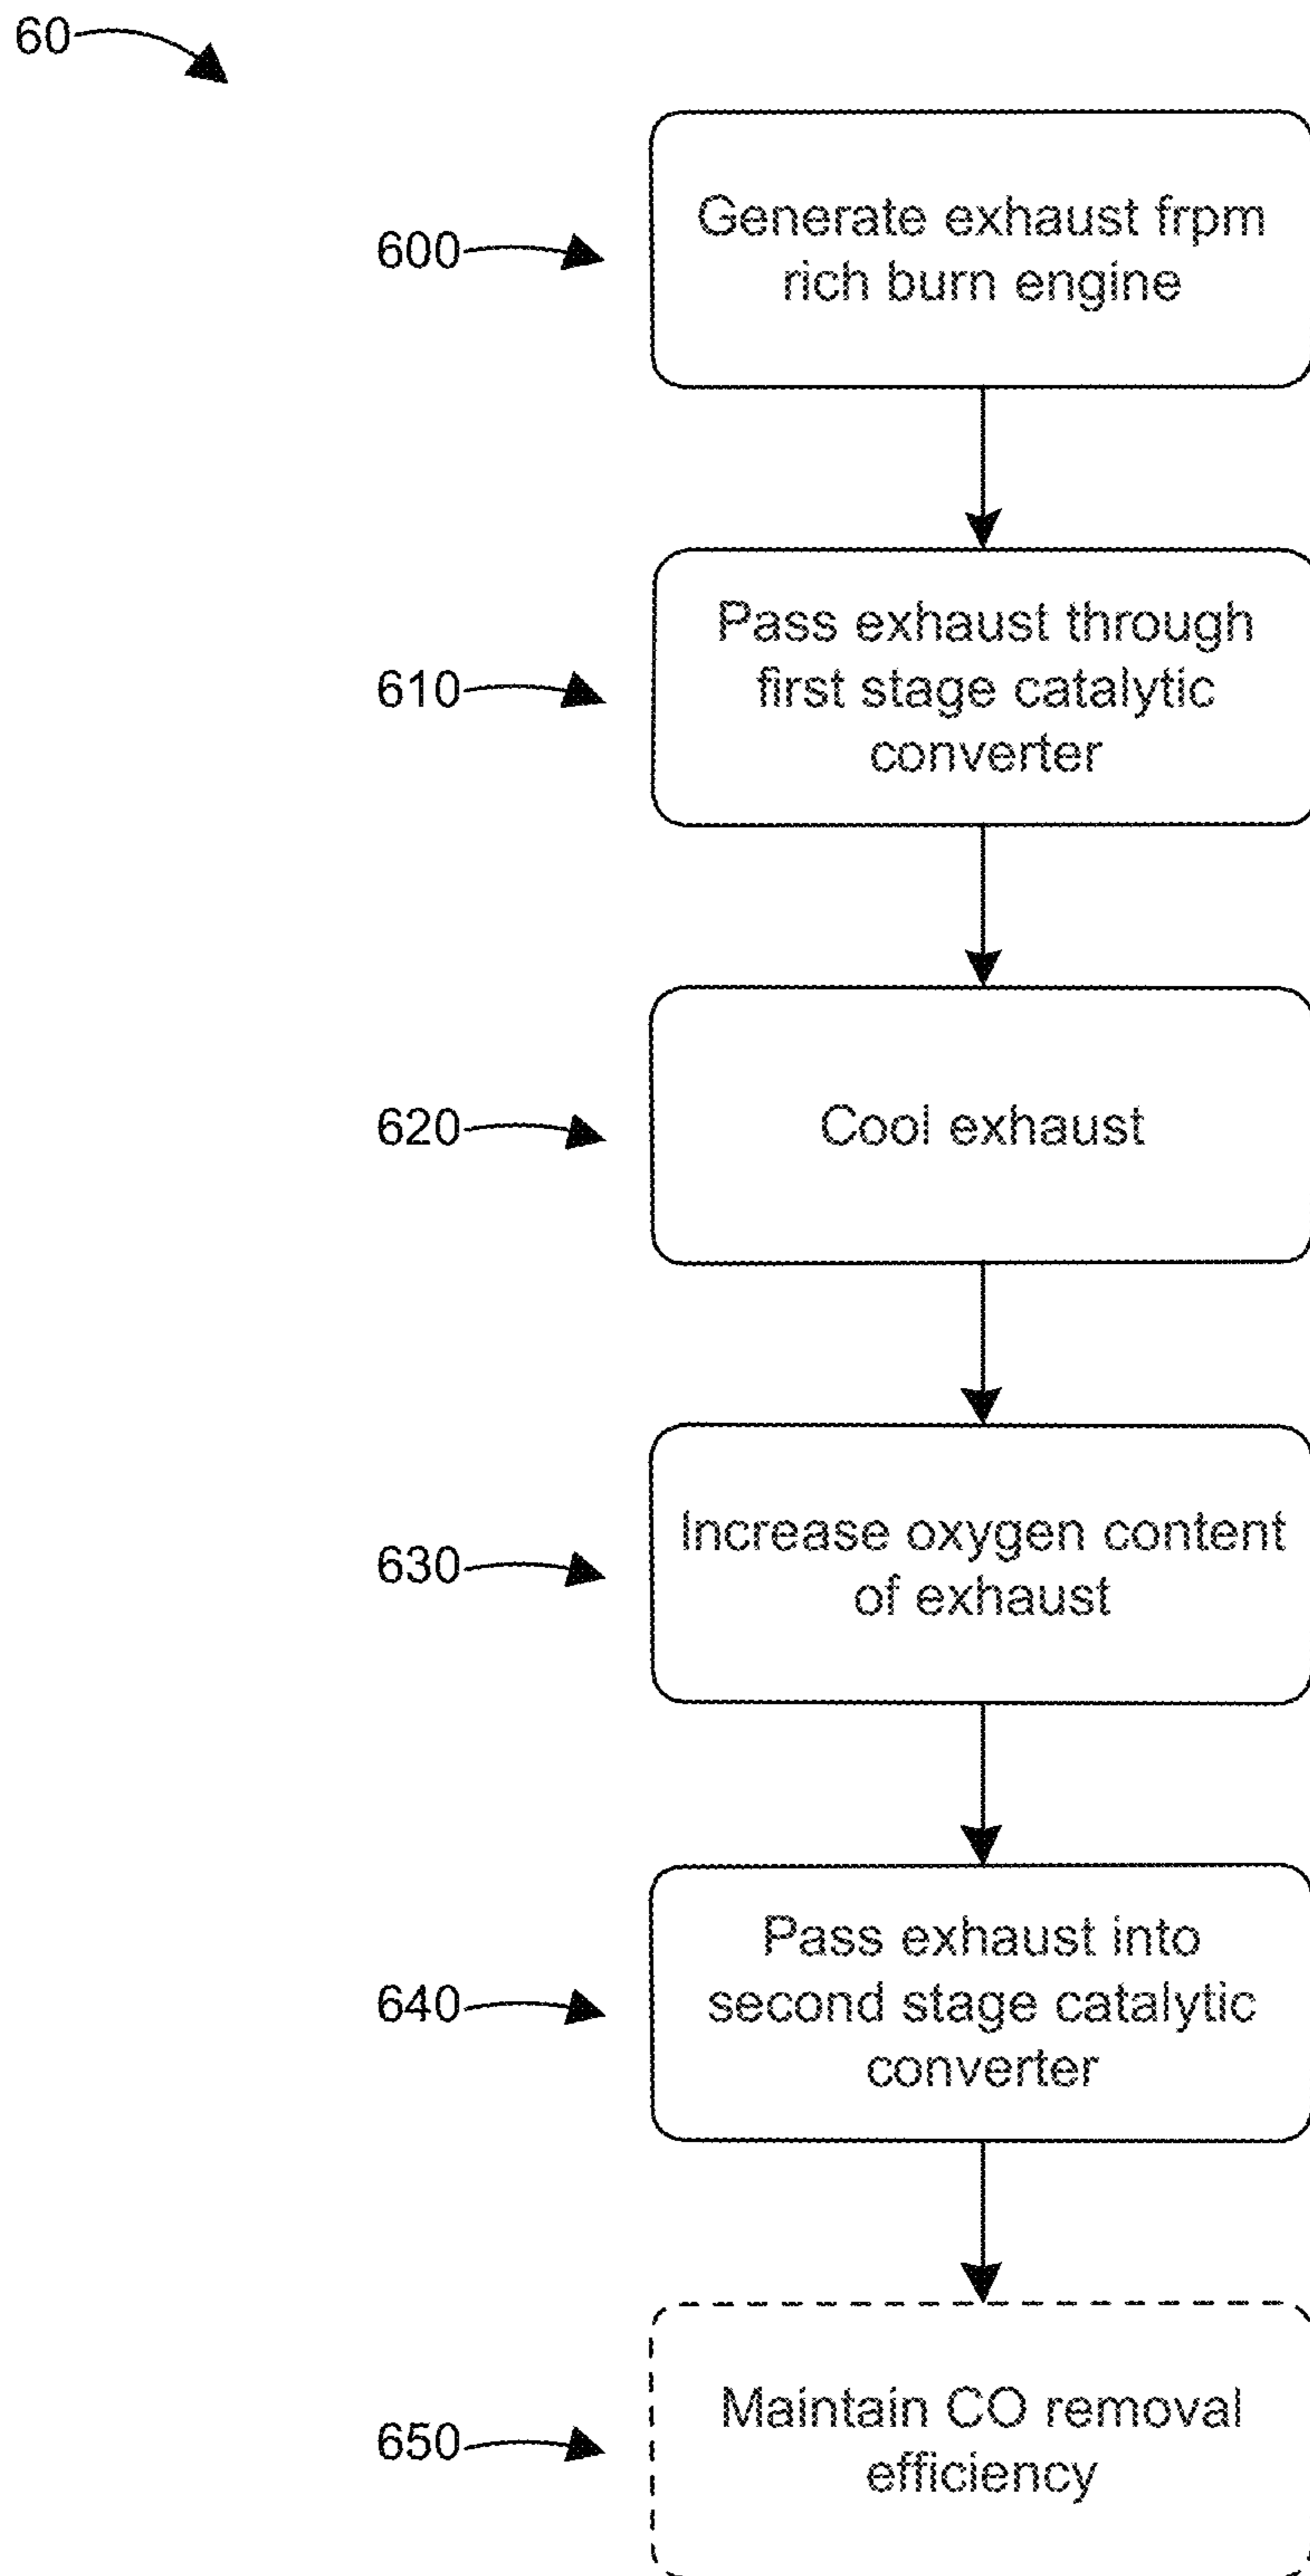 60
600
Generate exhaust frpm
rich burn engine
610
Pass exhaust through
first stage catalytic
converter
620
Cool exhaust
630
Increase oxygen content
of exhaust
640
Pass exhaust into
second stage catalytic
converter
650
Maintain CO removal
efficiency